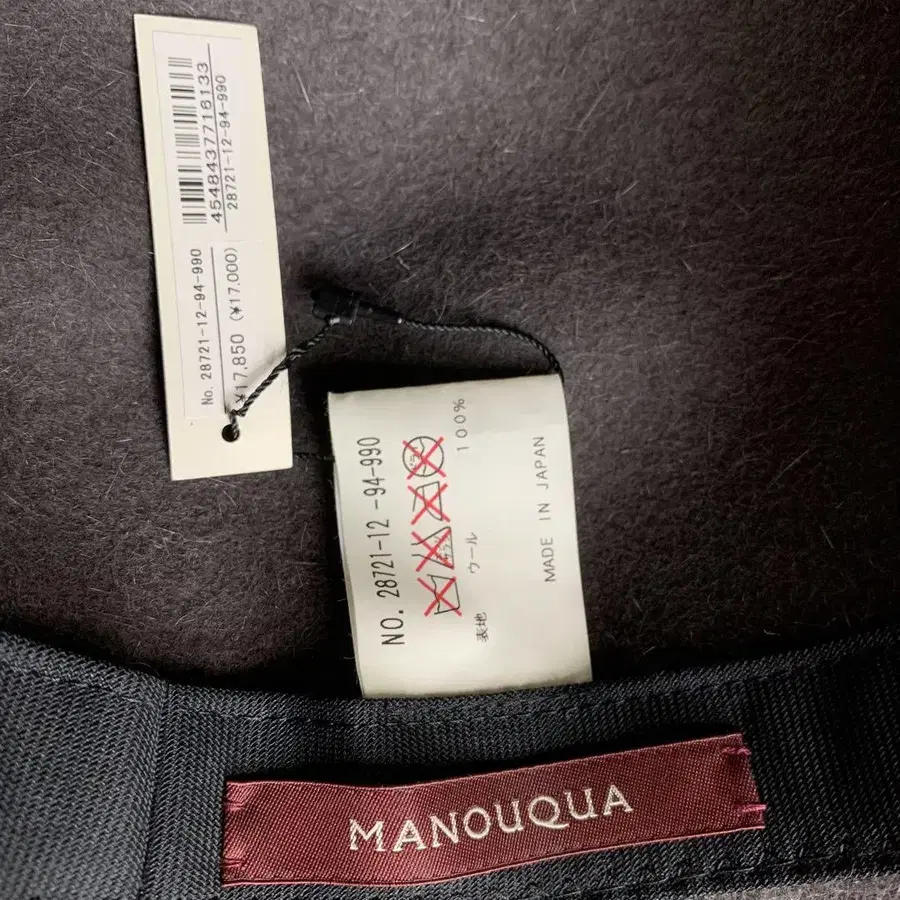 4548437716133
28721-12-94-990
No. 28721-12-94-990
¥17,850 (¥17,000)
NO. 28721-12 -94-990
表地 ウール 100%
MADE IN JAPAN
MANOUQUA